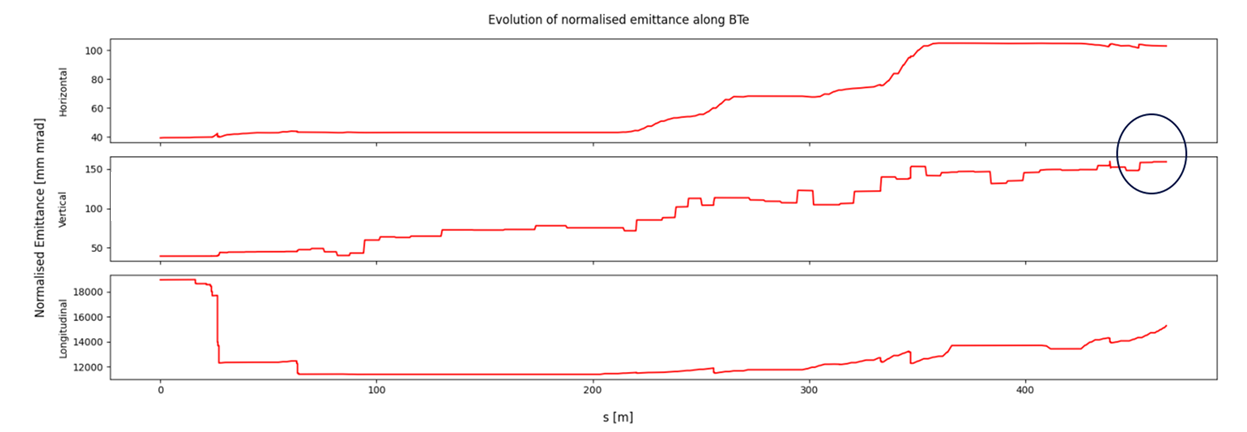 Evolution of normalised emittance along BTe
Normalised Emittance [mm mrad]
Horizontal
100
80
60
40
Vertical
150
100
50
Longitudinal
18000
16000
14000
12000
0 100 200 300 400
s [m]